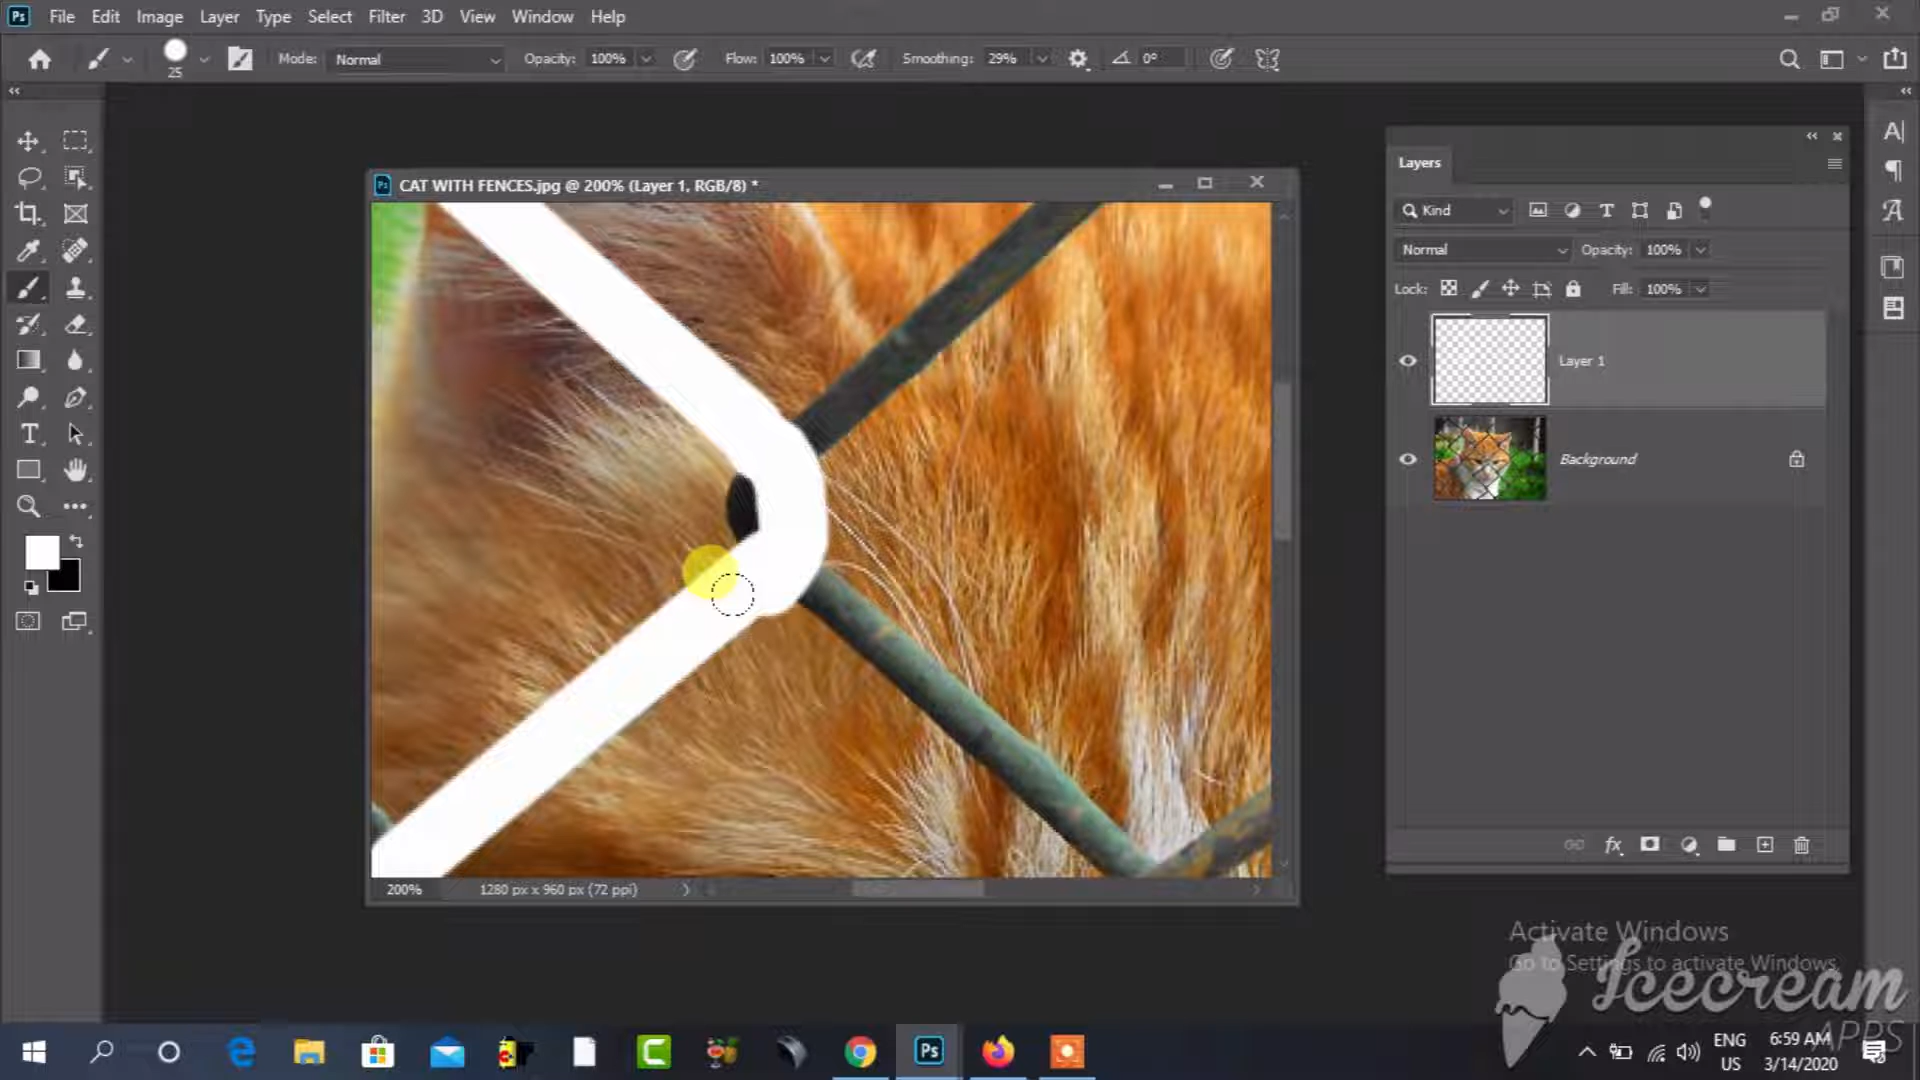 Ps File Edit Image Layer Type Select Filter 3D View Window Help
25 Mode: Normal Opacity: 100% Flow: 100% Smoothing: 29% 0°
CAT WITH FENCES.jpg @ 200% (Layer 1, RGB/8) *
Layers
Kind
Normal Opacity: 100%
Lock: Fill: 100%
Layer 1
Background
fx
200% 1280 px x 960 px (72 ppi)
Activate Windows
Go to Settings to activate Windows.
Icecream
APPS
Ps
ENG
US
6:59 AM
3/14/2020